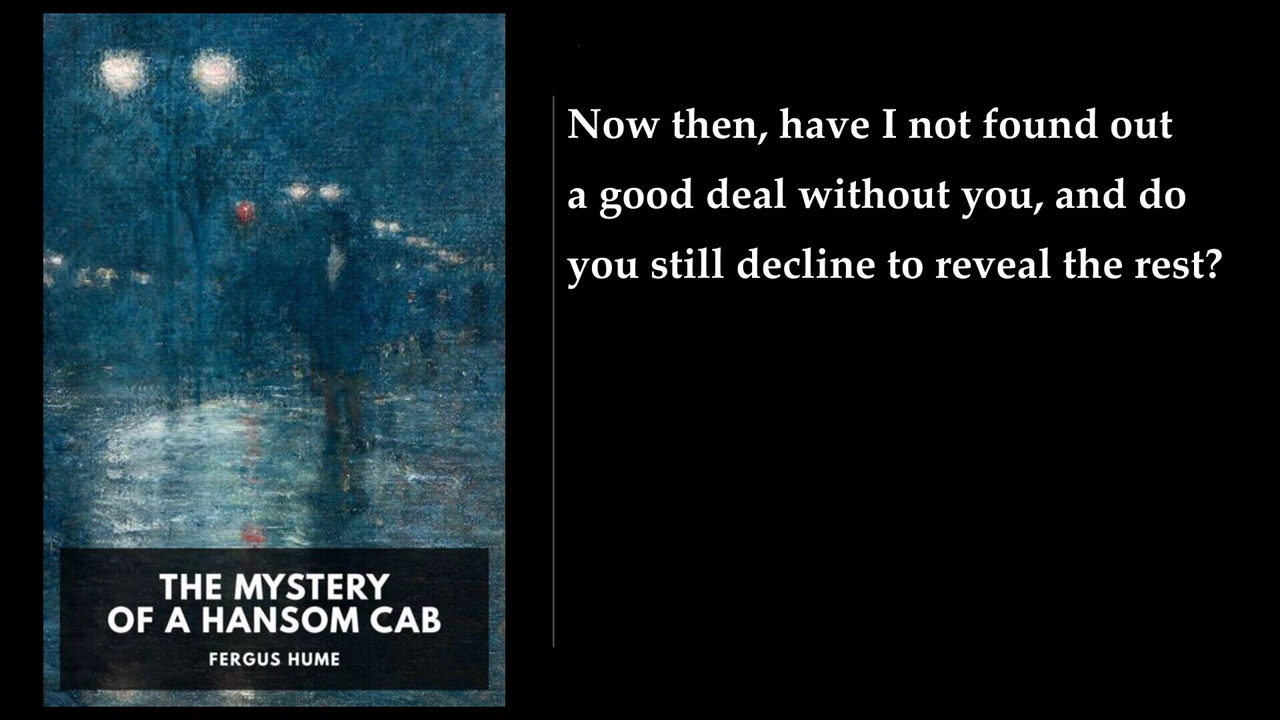 Now then, have I not found out
a good deal without you, and do
you still decline to reveal the rest?
THE MYSTERY
OF A HANSOM CAB
FERGUS HUME